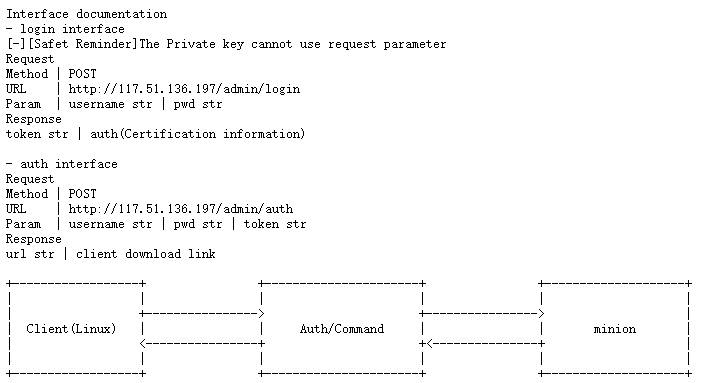 Interface documentation
- login interface
[-][Safet Reminder]The Private key cannot use request parameter
Request
Method | POST
URL    | http://117.51.136.197/admin/login
Param  | username str | pwd str
Response
token str | auth(Certification information)
- auth interface
Request
Method | POST
URL    | http://117.51.136.197/admin/auth
Param  | username str | pwd str | token str
Response
url str | client download link
Client(Linux) Auth/Command minion